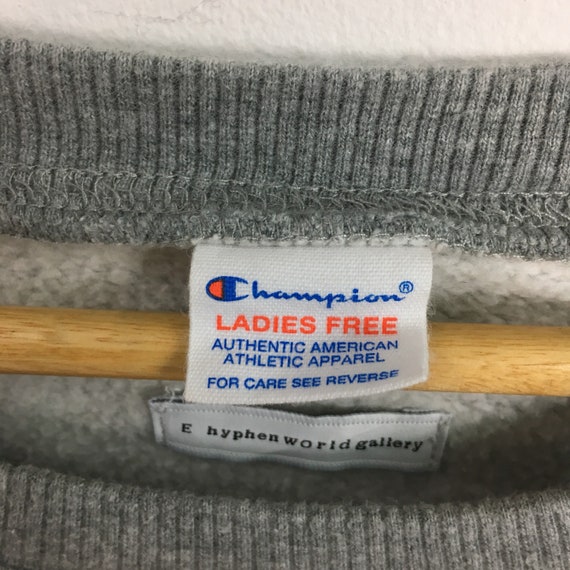 Champion®
LADIES FREE
AUTHENTIC AMERICAN
ATHLETIC APPAREL
FOR CARE SEE REVERSE
E hyphen world gallery